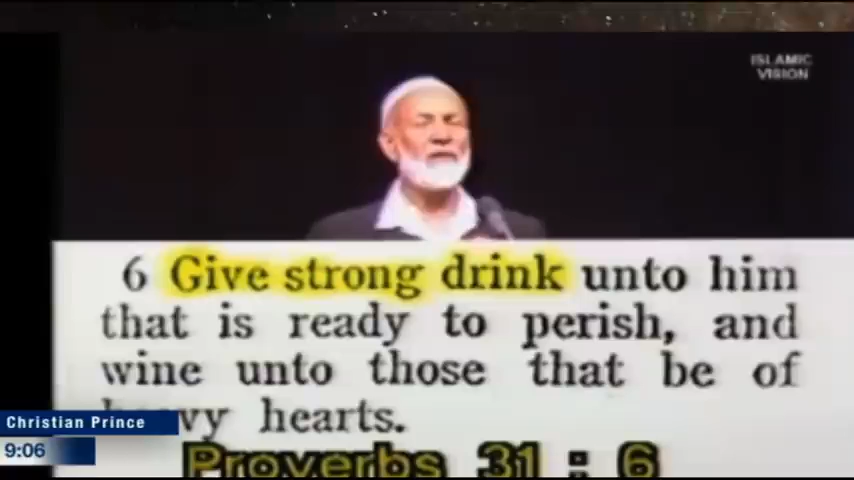 ISLAMIC
VISION
6 Give strong drink unto him
that is ready to perish, and
wine unto those that be of
hearts.
Proverbs 31 : 6
Christian Prince
9:06